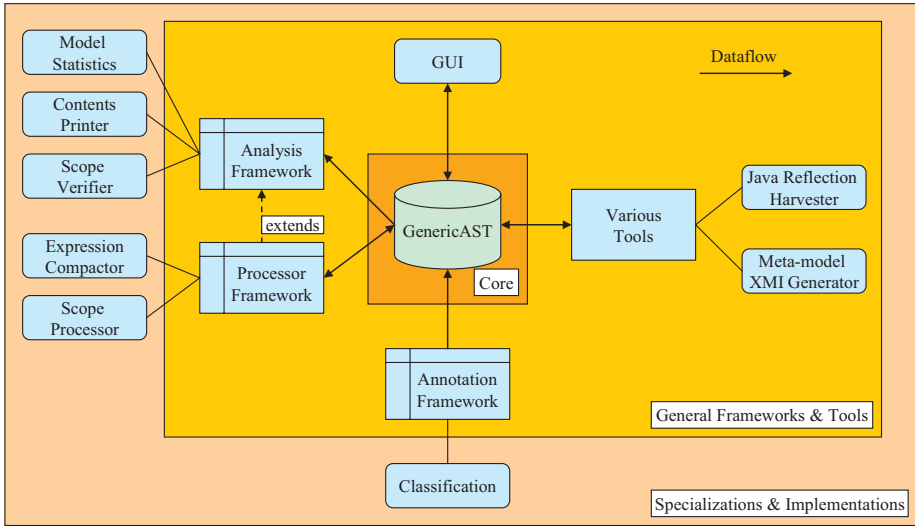 Model
Statistics
Contents
Printer
Scope
Verifier
Expression
Compactor
Scope
Processor
Analysis
Framework
extends
Processor
Framework
GUI
Dataflow
GenericAST
Core
Various
Tools
Java Reflection
Harvester
Meta-model
XMI Generator
Annotation
Framework
General Frameworks & Tools
Classification
Specializations & Implementations